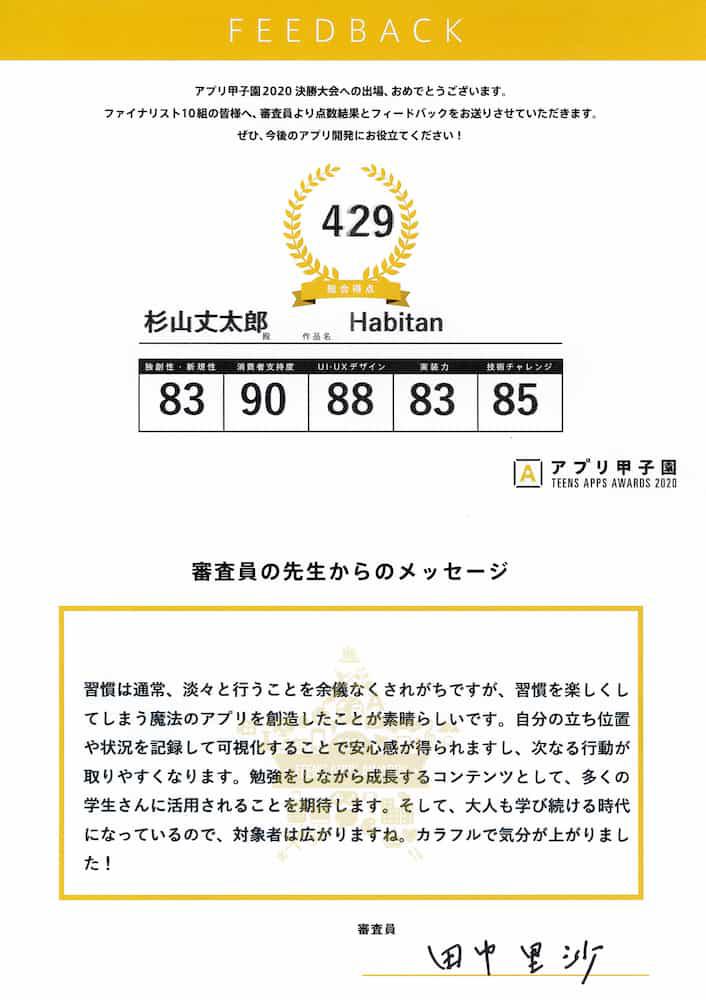 FEEDBACK
アプリ甲子園2020 決勝大会への出場、おめでとうございます。
ファイナリスト10組の皆様へ、審査員より点数結果とフィードバックをお送りさせていただきます。
ぜひ、今後のアプリ開発にお役立てください！
429
総合得点
杉山丈太郎 殿 作品名 Habitan
独創性・新規性 消費者支持度 UI・UXデザイン 実装力 技術チャレンジ
83 90 88 83 85
A アプリ甲子園
TEENS APPS AWARDS 2020
審査員の先生からのメッセージ
習慣は通常、淡々と行うことを余儀なくされがちですが、習慣を楽しくし
てしまう魔法のアプリを創造したことが素晴らしいです。自分の立ち位置
や状況を記録して可視化することで安心感が得られますし、次なる行動が
取りやすくなります。勉強をしながら成長するコンテンツとして、多くの
学生さんに活用されることを期待します。そして、大人も学び続ける時代
になっているので、対象者は広がりますね。カラフルで気分が上がりまし
た！
審査員
田中里沙